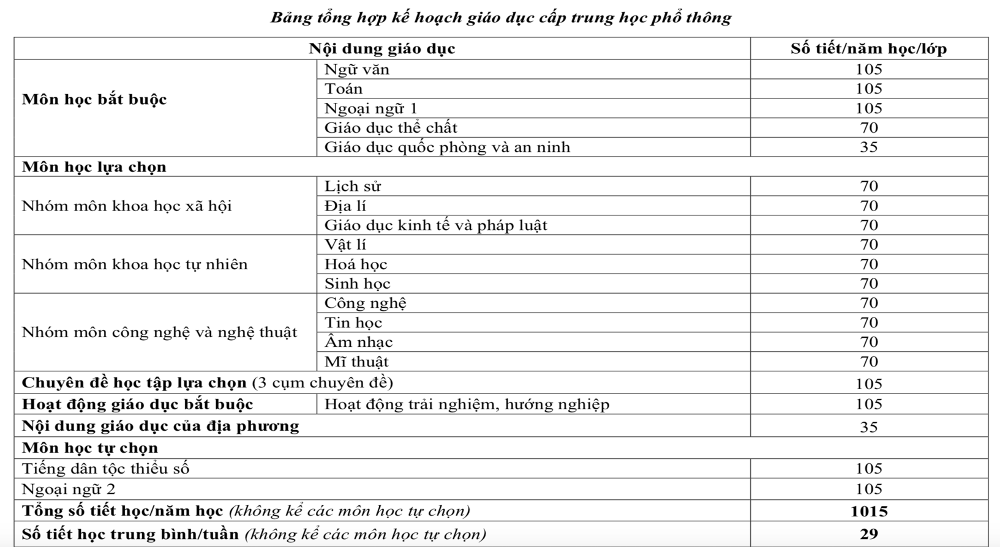 Bảng tổng hợp kế hoạch giáo dục cấp trung học phổ thông
Nội dung giáo dục Số tiết/năm học/lớp
Môn học bắt buộc
Ngữ văn 105
Toán 105
Ngoại ngữ 1 105
Giáo dục thể chất 70
Giáo dục quốc phòng và an ninh 35
Môn học lựa chọn
Nhóm môn khoa học xã hội
Lịch sử 70
Địa lí 70
Giáo dục kinh tế và pháp luật 70
Nhóm môn khoa học tự nhiên
Vật lí 70
Hoá học 70
Sinh học 70
Nhóm môn công nghệ và nghệ thuật
Công nghệ 70
Tin học 70
Âm nhạc 70
Mĩ thuật 70
Chuyên đề học tập lựa chọn (3 cụm chuyên đề) 105
Hoạt động giáo dục bắt buộc Hoạt động trải nghiệm, hướng nghiệp 105
Nội dung giáo dục của địa phương 35
Môn học tự chọn
Tiếng dân tộc thiểu số 105
Ngoại ngữ 2 105
Tổng số tiết học/năm học (không kể các môn học tự chọn) 1015
Số tiết học trung bình/tuần (không kể các môn học tự chọn) 29